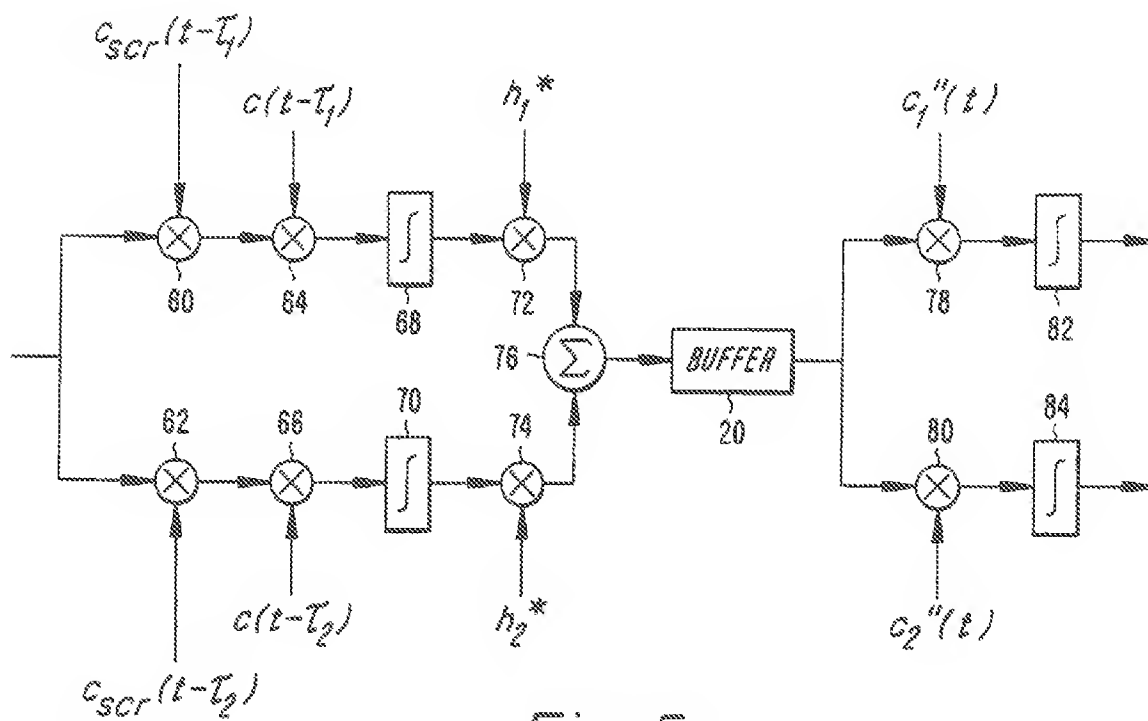 c_scr(t-τ_1)
c(t-τ_1)
h_1*
c_1"(t)
∫
∫
60
64
68
72
78
82
76
Σ
BUFFER
20
62
66
70
74
80
84
∫
∫
c(t-τ_2)
h_2*
c_2"(t)
c_scr(t-τ_2)